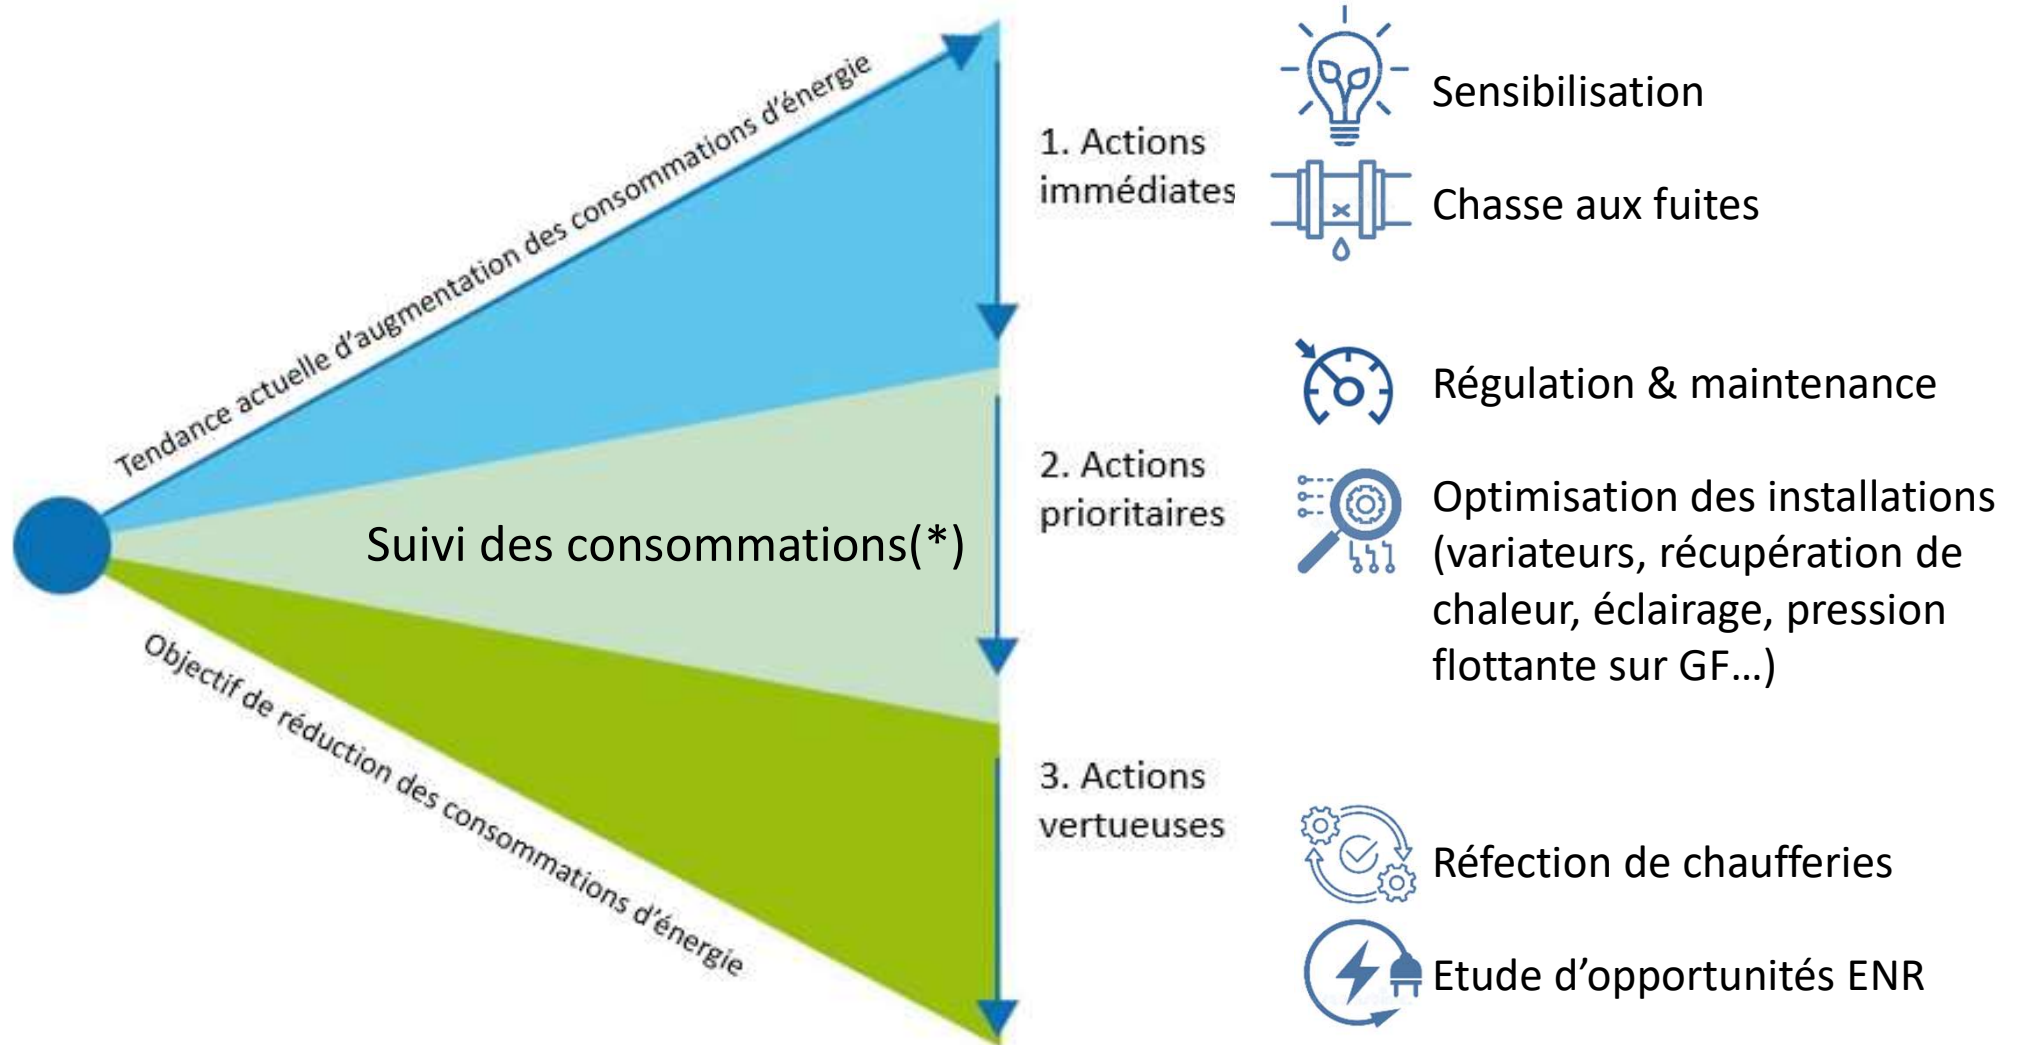 Tendance actuelle d'augmentation des consommations d'énergie
Suivi des consommations(*)
Objectif de réduction des consommations d'énergie
1. Actions
immédiates
Sensibilisation
Chasse aux fuites
2. Actions
prioritaires
Régulation & maintenance
Optimisation des installations
(variateurs, récupération de
chaleur, éclairage, pression
flottante sur GF…)
3. Actions
vertueuses
Réfection de chaufferies
Etude d’opportunités ENR